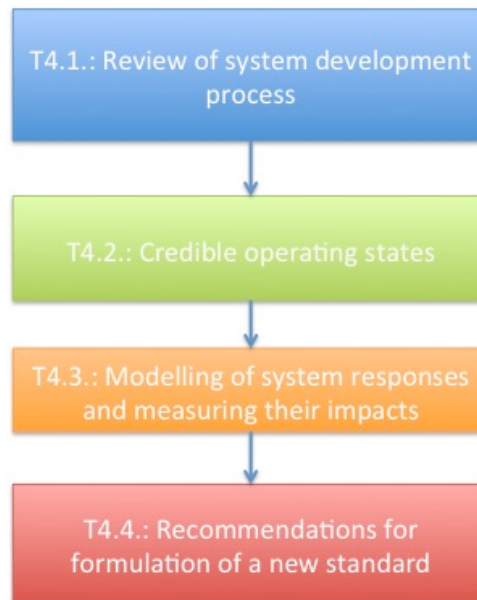 T4.1.: Review of system development
process
T4.2.: Credible operating states
T4.3.: Modelling of system responses
and measuring their impacts
T4.4.: Recommendations for
formulation of a new standard